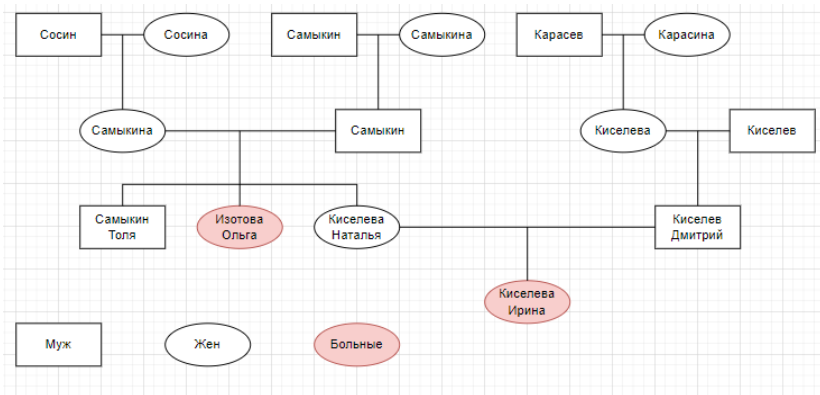 Сосин
Сосина
Самыкин
Самыкина
Карасев
Карасина
Самыкина
Самыкин
Киселева
Киселев
Самыкин
Толя
Изотова
Ольга
Киселева
Наталья
Киселев
Дмитрий
Киселева
Ирина
Муж
Жен
Больные